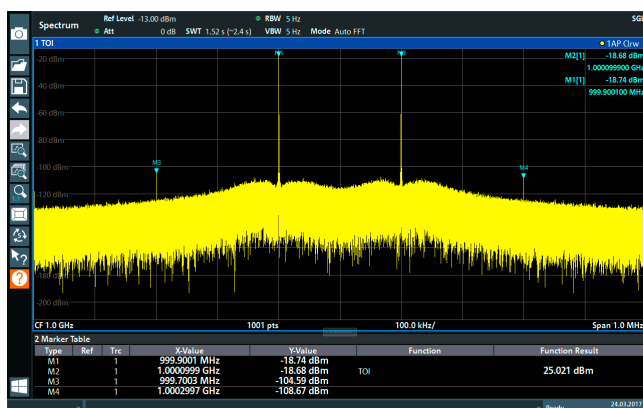 Spectrum Ref Level -13.00 dBm RBW 5 Hz SGL
Att 0 dB SWT 1.52 s (~2.4 s) VBW 5 Hz Mode Auto FFT
1 TOI 1AP Clrw
M2[1] -18.68 dBm
1.000099900 GHz
M1[1] -18.74 dBm
999.900100 MHz
-20 dBm
-40 dBm
-60 dBm
-80 dBm
-100 dBm
M3
M4
-120 dBm
-180 dBm
-200 dBm
CF 1.0 GHz 1001 pts 100.0 kHz/ Span 1.0 MHz
2 Marker Table
Type Ref Trc X-Value Y-Value Function Function Result
M1 1 999.9001 MHz -18.74 dBm
M2 1 1.0000999 GHz -18.68 dBm TOI 25.021 dBm
M3 1 999.7003 MHz -104.59 dBm
M4 1 1.0002997 GHz -108.67 dBm
Ready 24.03.2017